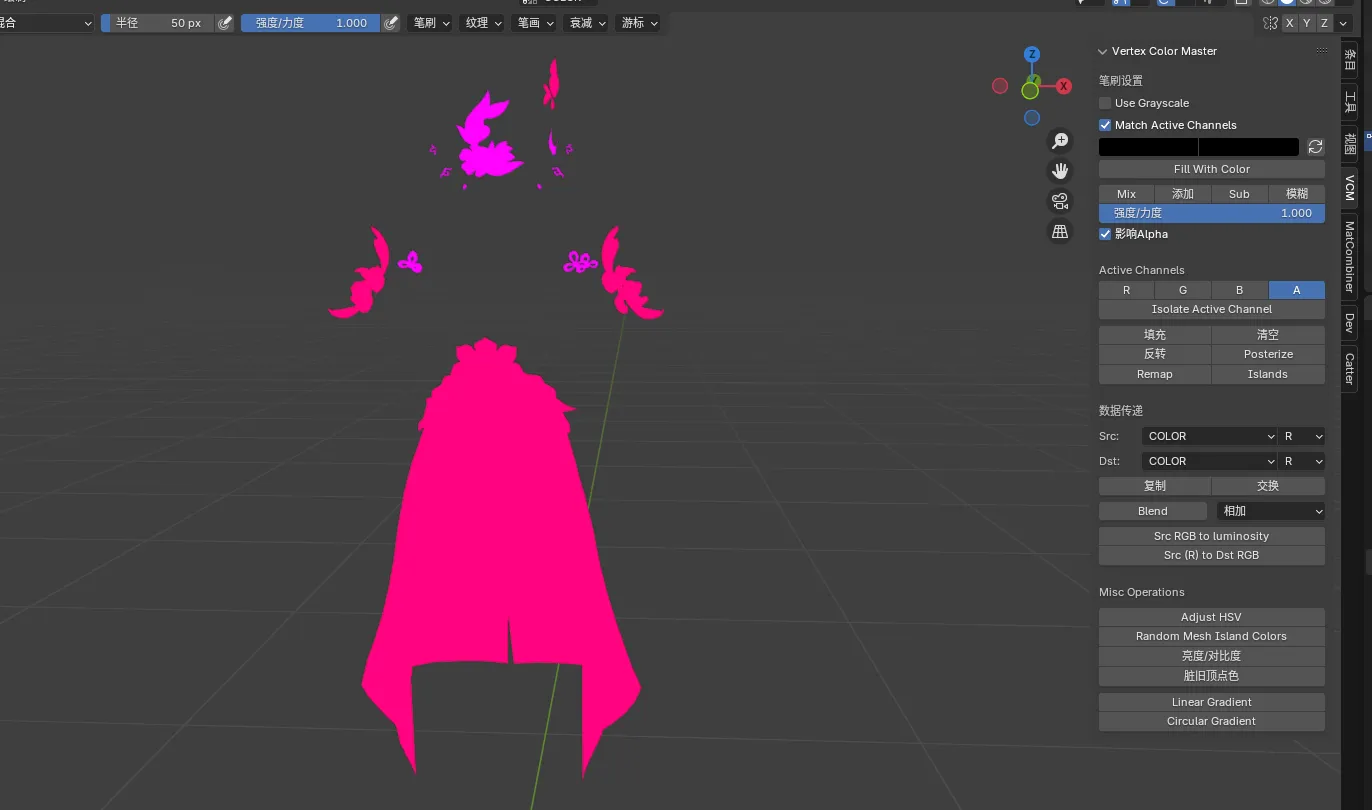 COLOR
混合 半径 50 px 强度/力度 1.000 笔刷 纹理 笔画 衰减 游标 X Y Z
Z
X
Vertex Color Master
笔刷设置
Use Grayscale
Match Active Channels
Fill With Color
Mix 添加 Sub 模糊
强度/力度 1.000
影响Alpha
Active Channels
R G B A
Isolate Active Channel
填充 清空
反转 Posterize
Remap Islands
数据传递
Src: COLOR R
Dst: COLOR R
复制 交换
Blend 相加
Src RGB to luminosity
Src (R) to Dst RGB
Misc Operations
Adjust HSV
Random Mesh Island Colors
亮度/对比度
脏旧顶点色
Linear Gradient
Circular Gradient
条目
工具
视图
VCM
MatCombiner
Dev
Catter